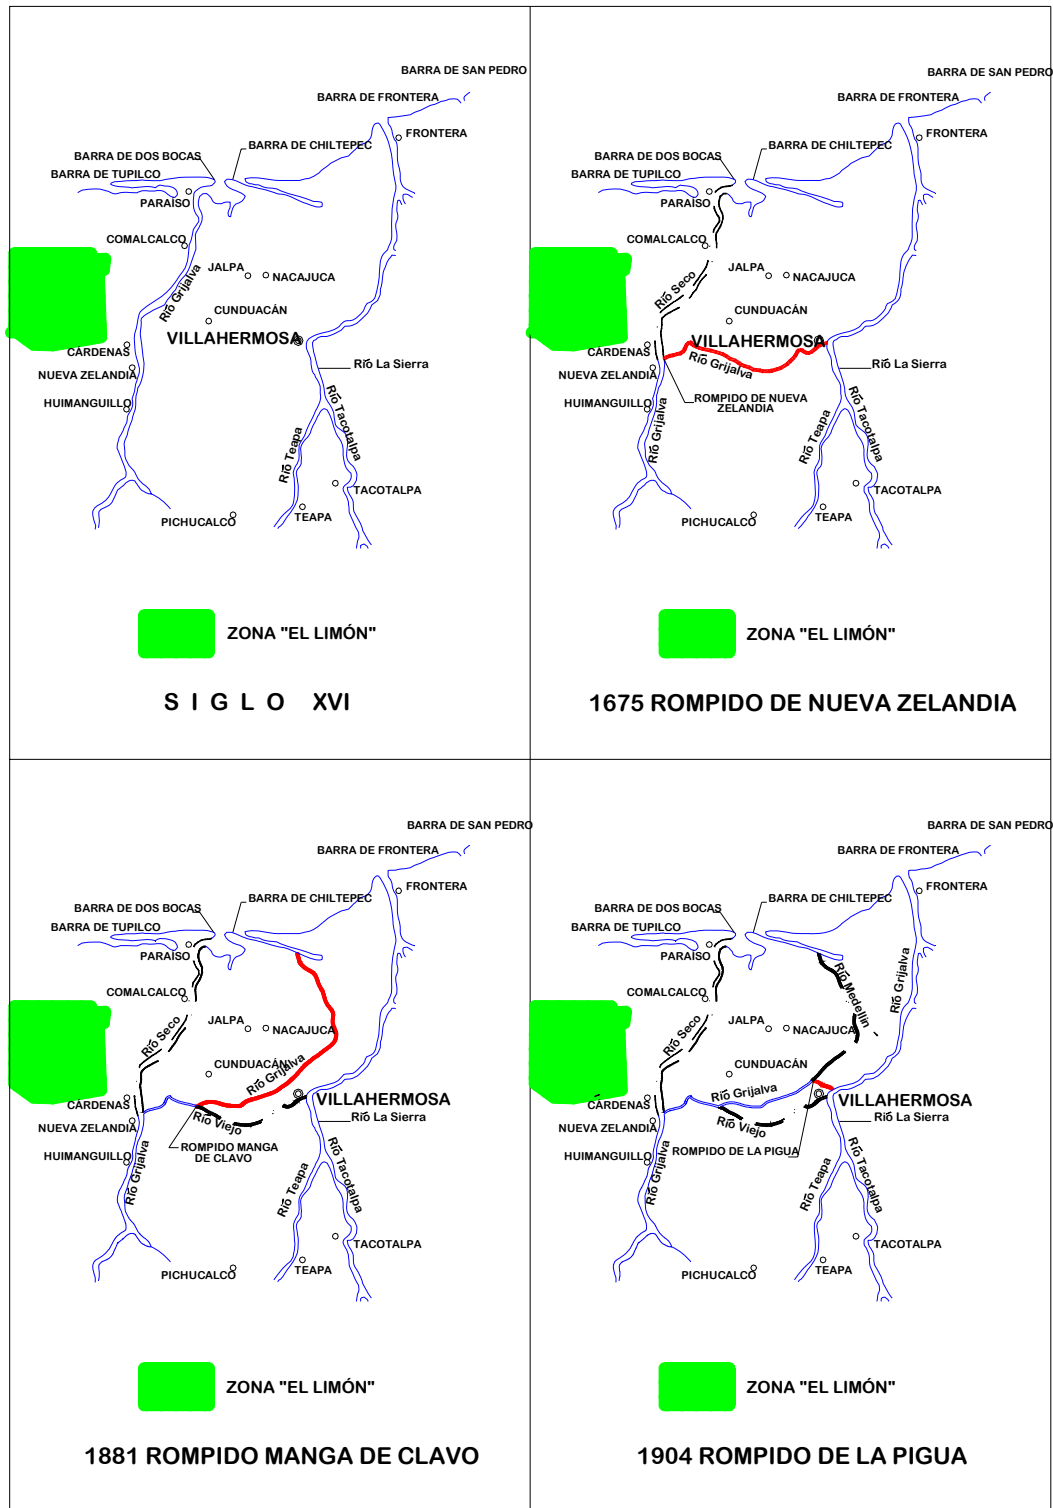 BARRA DE SAN PEDRO
BARRA DE FRONTERA
FRONTERA
BARRA DE CHILTEPEC
BARRA DE DOS BOCAS
BARRA DE TUPILCO
PARAÍSO
COMALCALCO
JALPA
NACAJUCA
Río Grijalva
CUNDUACÁN
VILLAHERMOSA
CÁRDENAS
Río La Sierra
NUEVA ZELANDIA
HUIMANGUILLO
Río Tacotalpa
Río Teapa
TACOTALPA
PICHUCALCO
TEAPA
ZONA "EL LIMÓN"
SIGLO XVI
BARRA DE SAN PEDRO
BARRA DE FRONTERA
FRONTERA
BARRA DE CHILTEPEC
BARRA DE DOS BOCAS
BARRA DE TUPILCO
PARAÍSO
COMALCALCO
JALPA
NACAJUCA
Río Seco
CUNDUACÁN
VILLAHERMOSA
CÁRDENAS
Río Grijalva
Río La Sierra
NUEVA ZELANDIA
ROMPIDO DE NUEVA
ZELANDIA
HUIMANGUILLO
Río Grijalva
Río Teapa
Río Tacotalpa
TACOTALPA
PICHUCALCO
TEAPA
ZONA "EL LIMÓN"
1675 ROMPIDO DE NUEVA ZELANDIA
BARRA DE SAN PEDRO
BARRA DE FRONTERA
FRONTERA
BARRA DE CHILTEPEC
BARRA DE DOS BOCAS
BARRA DE TUPILCO
PARAÍSO
COMALCALCO
JALPA
NACAJUCA
Río Seco
CUNDUACÁN
Río Grijalva
VILLAHERMOSA
CÁRDENAS
Río Viejo
Río La Sierra
NUEVA ZELANDIA
ROMPIDO MANGA
DE CLAVO
HUIMANGUILLO
Río Grijalva
Río Teapa
Río Tacotalpa
TACOTALPA
PICHUCALCO
TEAPA
ZONA "EL LIMÓN"
1881 ROMPIDO MANGA DE CLAVO
BARRA DE SAN PEDRO
BARRA DE FRONTERA
FRONTERA
BARRA DE CHILTEPEC
BARRA DE DOS BOCAS
BARRA DE TUPILCO
PARAÍSO
Río Medellín
Río Grijalva
COMALCALCO
JALPA
NACAJUCA
Río Seco
CUNDUACÁN
Río Grijalva
VILLAHERMOSA
CÁRDENAS
Río Viejo
Río La Sierra
NUEVA ZELANDIA
ROMPIDO DE LA PIGUA
HUIMANGUILLO
Río Grijalva
Río Teapa
Río Tacotalpa
TACOTALPA
PICHUCALCO
TEAPA
ZONA "EL LIMÓN"
1904 ROMPIDO DE LA PIGUA